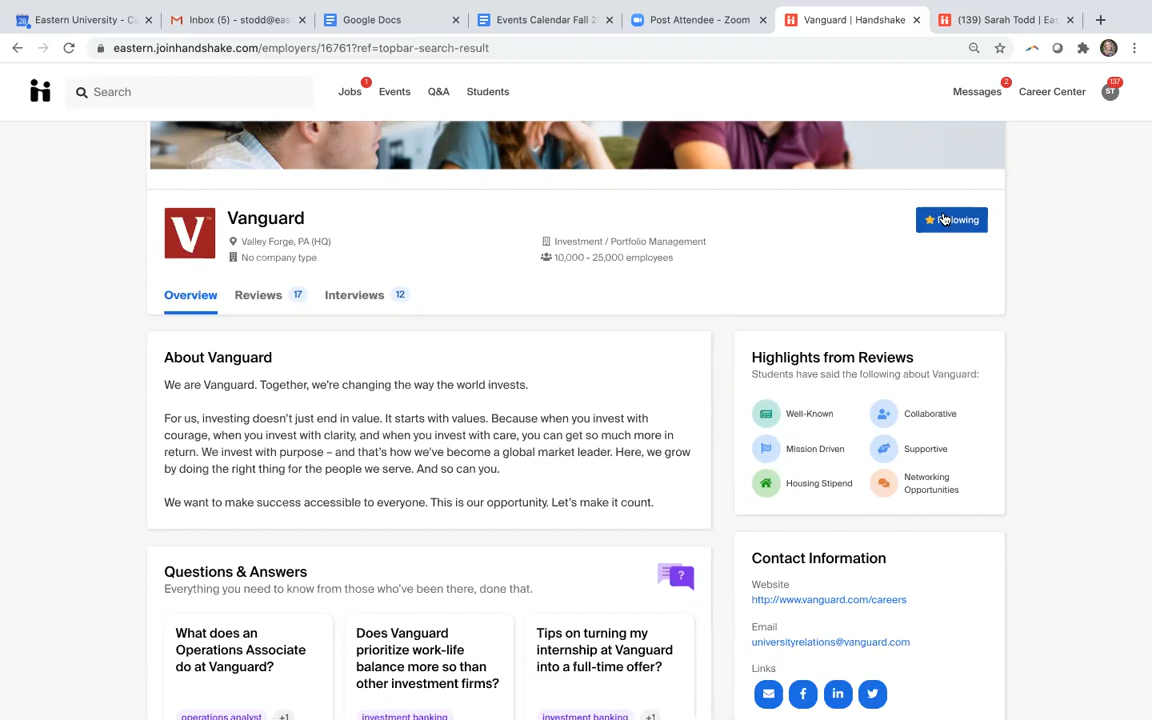 Eastern University - Ca
Inbox (5) - stodd@eas
Google Docs
Events Calendar Fall 2
Post Attendee - Zoom
Vanguard | Handshake
(139) Sarah Todd | Eas
eastern.joinhandshake.com/employers/16761?ref=topbar-search-result
Search
Jobs 1
Events
Q&A
Students
Messages 2
Career Center
ST 137
V
Vanguard
Following
Valley Forge, PA (HQ)
Investment / Portfolio Management
No company type
10,000 - 25,000 employees
Overview
Reviews 17
Interviews 12
About Vanguard
We are Vanguard. Together, we're changing the way the world invests.
For us, investing doesn't just end in value. It starts with values. Because when you invest with
courage, when you invest with clarity, and when you invest with care, you can get so much more in
return. We invest with purpose – and that's how we've become a global market leader. Here, we grow
by doing the right thing for the people we serve. And so can you.
We want to make success accessible to everyone. This is our opportunity. Let's make it count.
Highlights from Reviews
Students have said the following about Vanguard:
Well-Known
Collaborative
Mission Driven
Supportive
Housing Stipend
Networking
Opportunities
Questions & Answers
Everything you need to know from those who've been there, done that.
?
What does an
Operations Associate
do at Vanguard?
operations analyst +1
Does Vanguard
prioritize work-life
balance more so than
other investment firms?
investment banking
Tips on turning my
internship at Vanguard
into a full-time offer?
investment banking +1
Contact Information
Website
http://www.vanguard.com/careers
Email
universityrelations@vanguard.com
Links